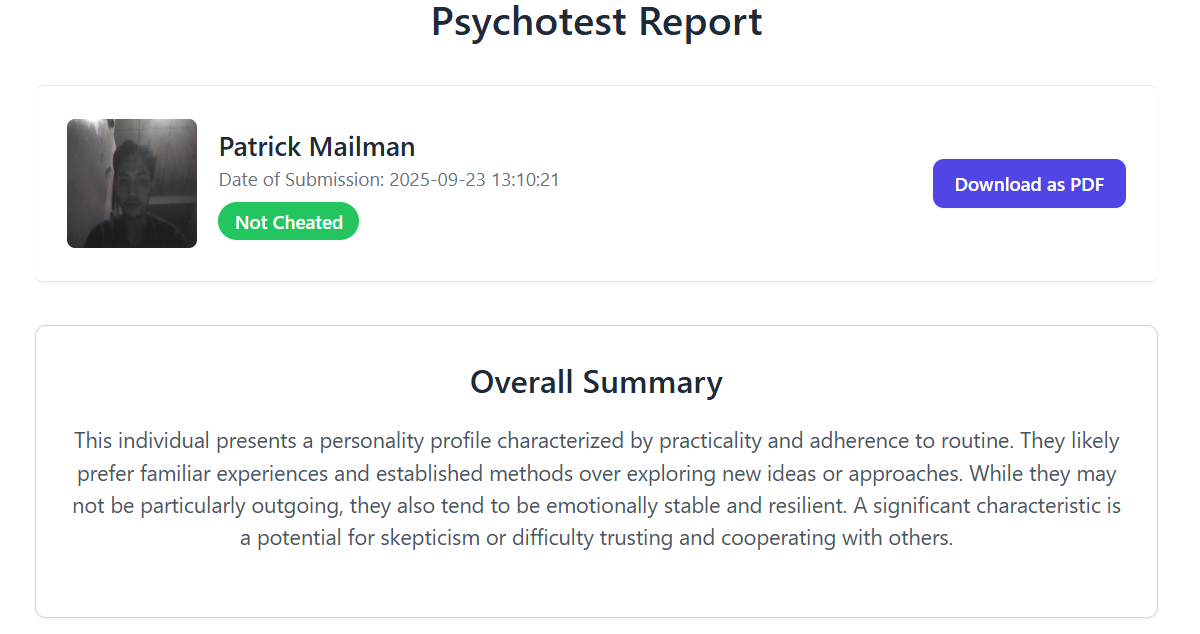 Psychotest Report
Patrick Mailman
Date of Submission: 2025-09-23 13:10:21
Not Cheated
Download as PDF
Overall Summary
This individual presents a personality profile characterized by practicality and adherence to routine. They likely
prefer familiar experiences and established methods over exploring new ideas or approaches. While they may
not be particularly outgoing, they also tend to be emotionally stable and resilient. A significant characteristic is
a potential for skepticism or difficulty trusting and cooperating with others.